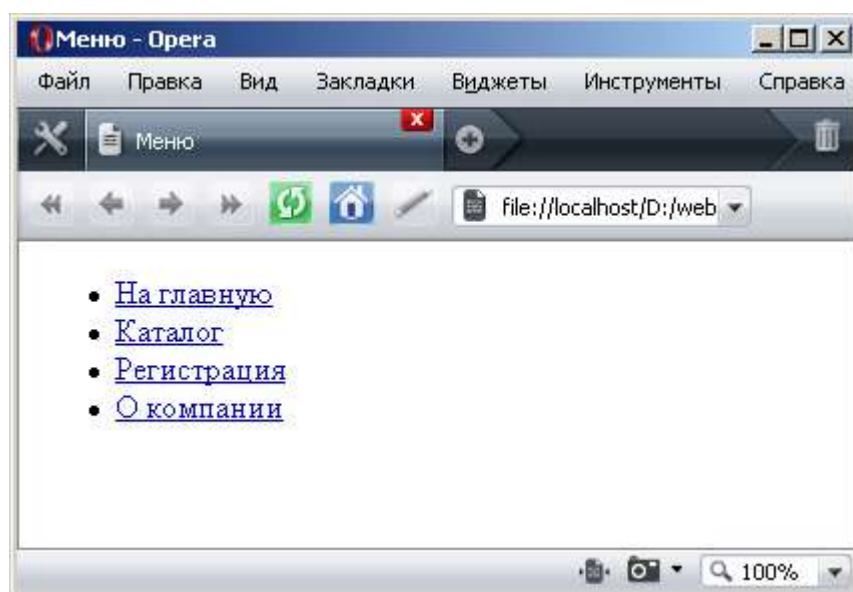 Меню - Opera
Файл Правка Вид Закладки Виджеты Инструменты Справка
Меню
file://localhost/D:/web
На главную
Каталог
Регистрация
О компании
100%